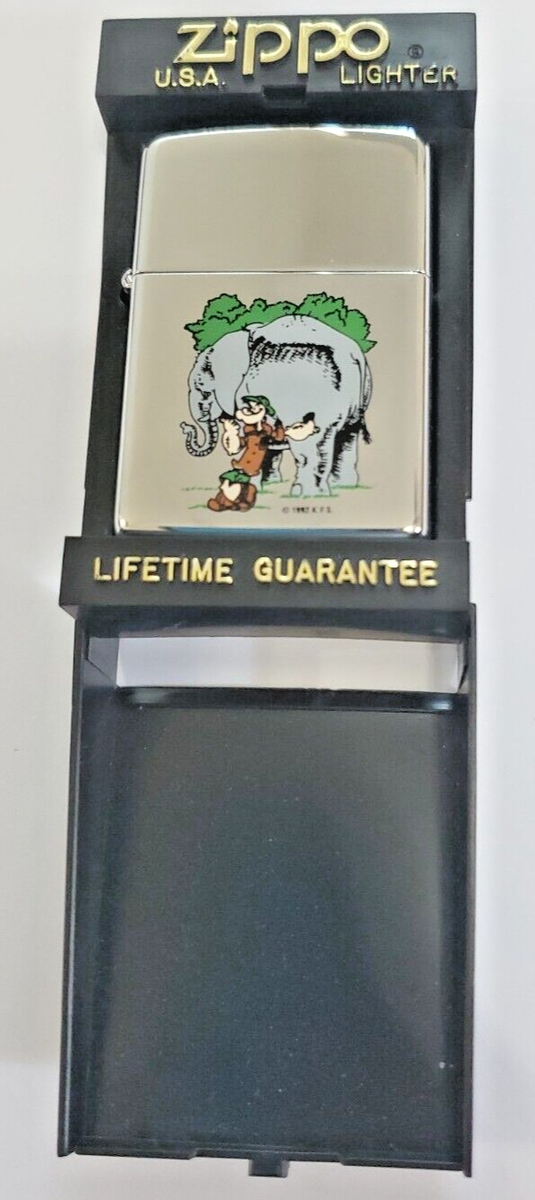 zippo ®
U.S.A. LIGHTER
© 1992 K.F.S.
LIFETIME GUARANTEE